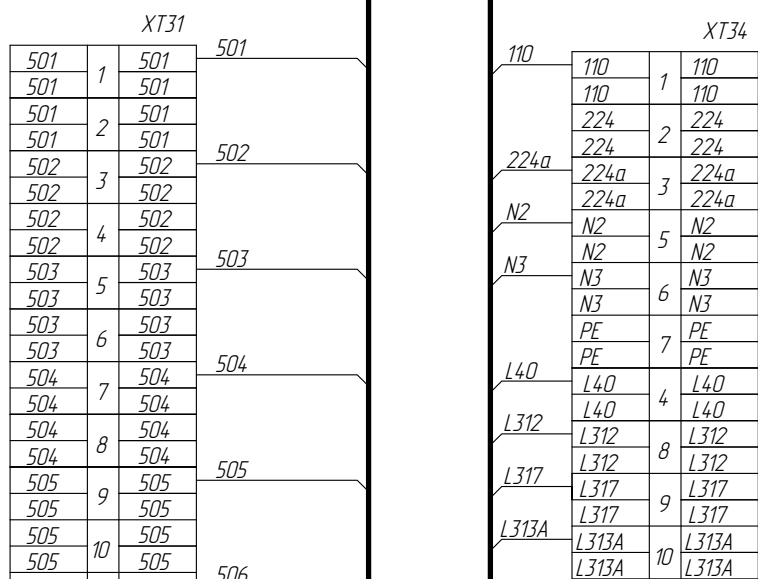 XT31
501
501 1 501
501 501
501 2 501
501 501
502
502 3 502
502 502
502 4 502
502 502
503
503 5 503
503 503
503 6 503
503 503
504
504 7 504
504 504
504 8 504
504 504
505
505 9 505
505 505
505 10 505
505 505
506
XT34
110
110 1 110
110 110
224 2 224
224 224
224a
224a 3 224a
224a 224a
N2
N2 5 N2
N2 N2
N3
N3 6 N3
N3 N3
PE 7 PE
PE PE
L40
L40 4 L40
L40 L40
L312
L312 8 L312
L312 L312
L317
L317 9 L317
L317 L317
L313A
L313A 10 L313A
L313A L313A